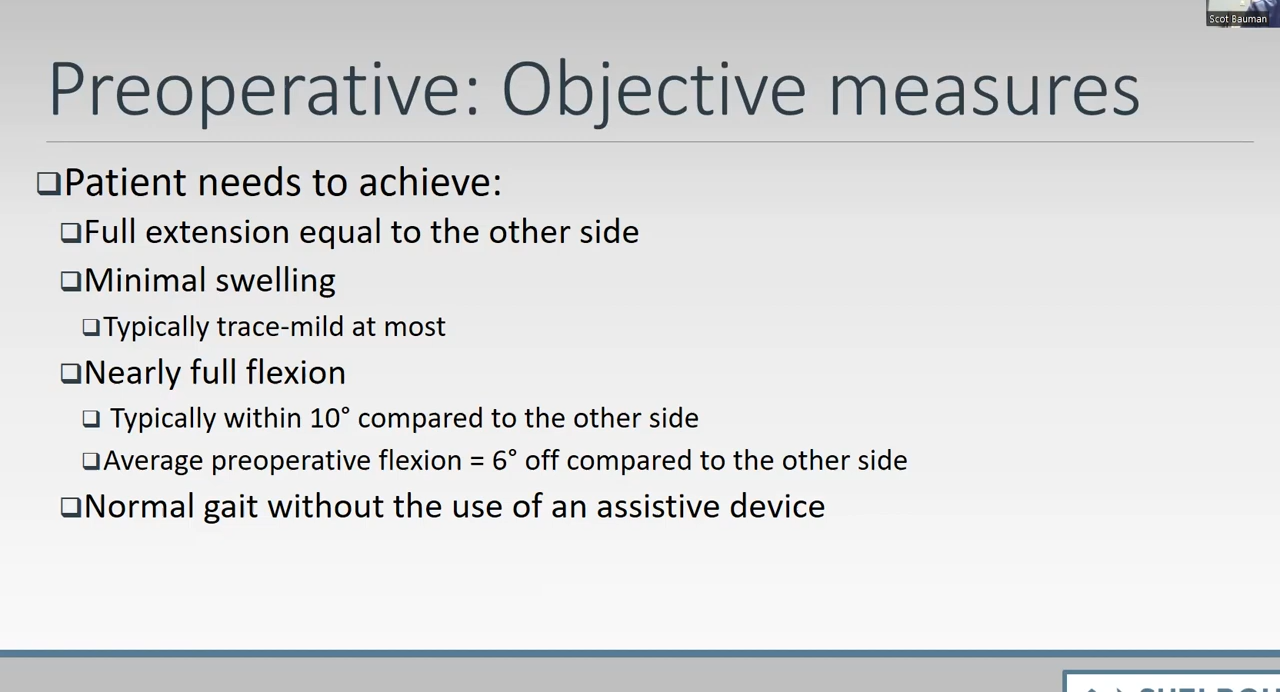 Scot Bauman
Preoperative: Objective measures
❑Patient needs to achieve:
❑Full extension equal to the other side
❑Minimal swelling
❑Typically trace-mild at most
❑Nearly full flexion
❑ Typically within 10° compared to the other side
❑Average preoperative flexion = 6° off compared to the other side
❑Normal gait without the use of an assistive device